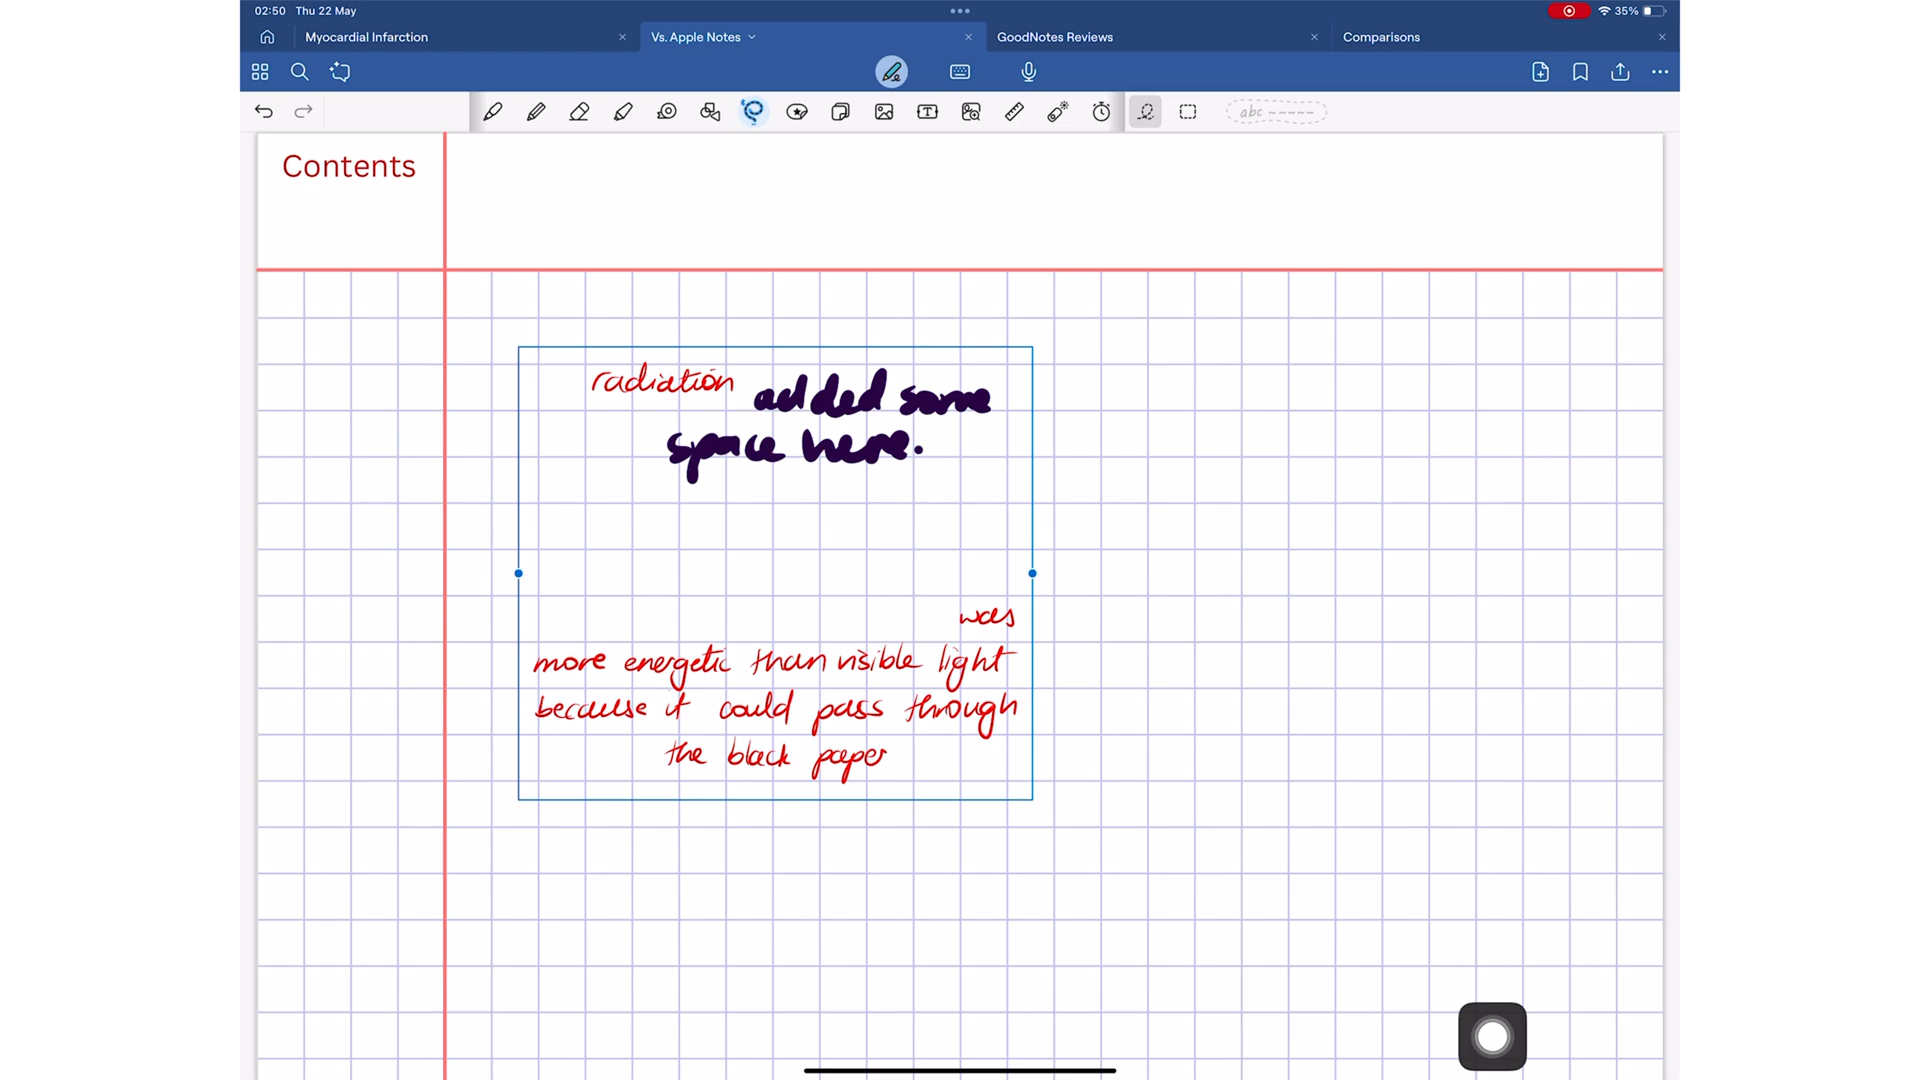 02:50 Thu 22 May
35%
Myocardial Infarction
Vs. Apple Notes
GoodNotes Reviews
Comparisons
abc
Contents
radiation added some
space here.
was
more energetic than visible light
because it could pass through
the black paper